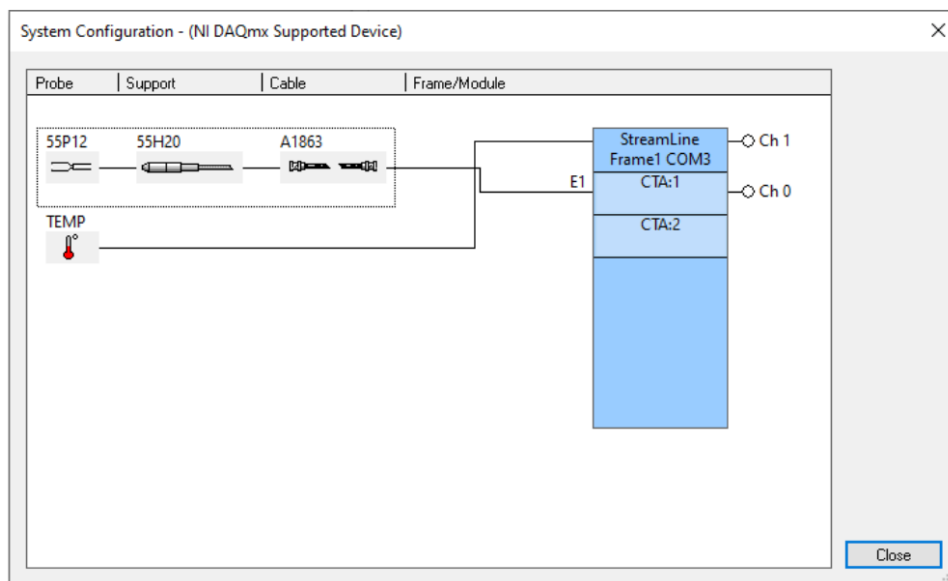 System Configuration - (NI DAQmx Supported Device)
Probe
Support
Cable
Frame/Module
55P12
55H20
A1863
StreamLine
Frame1 COM3
Ch 1
E1
CTA:1
Ch 0
TEMP
CTA:2
Close